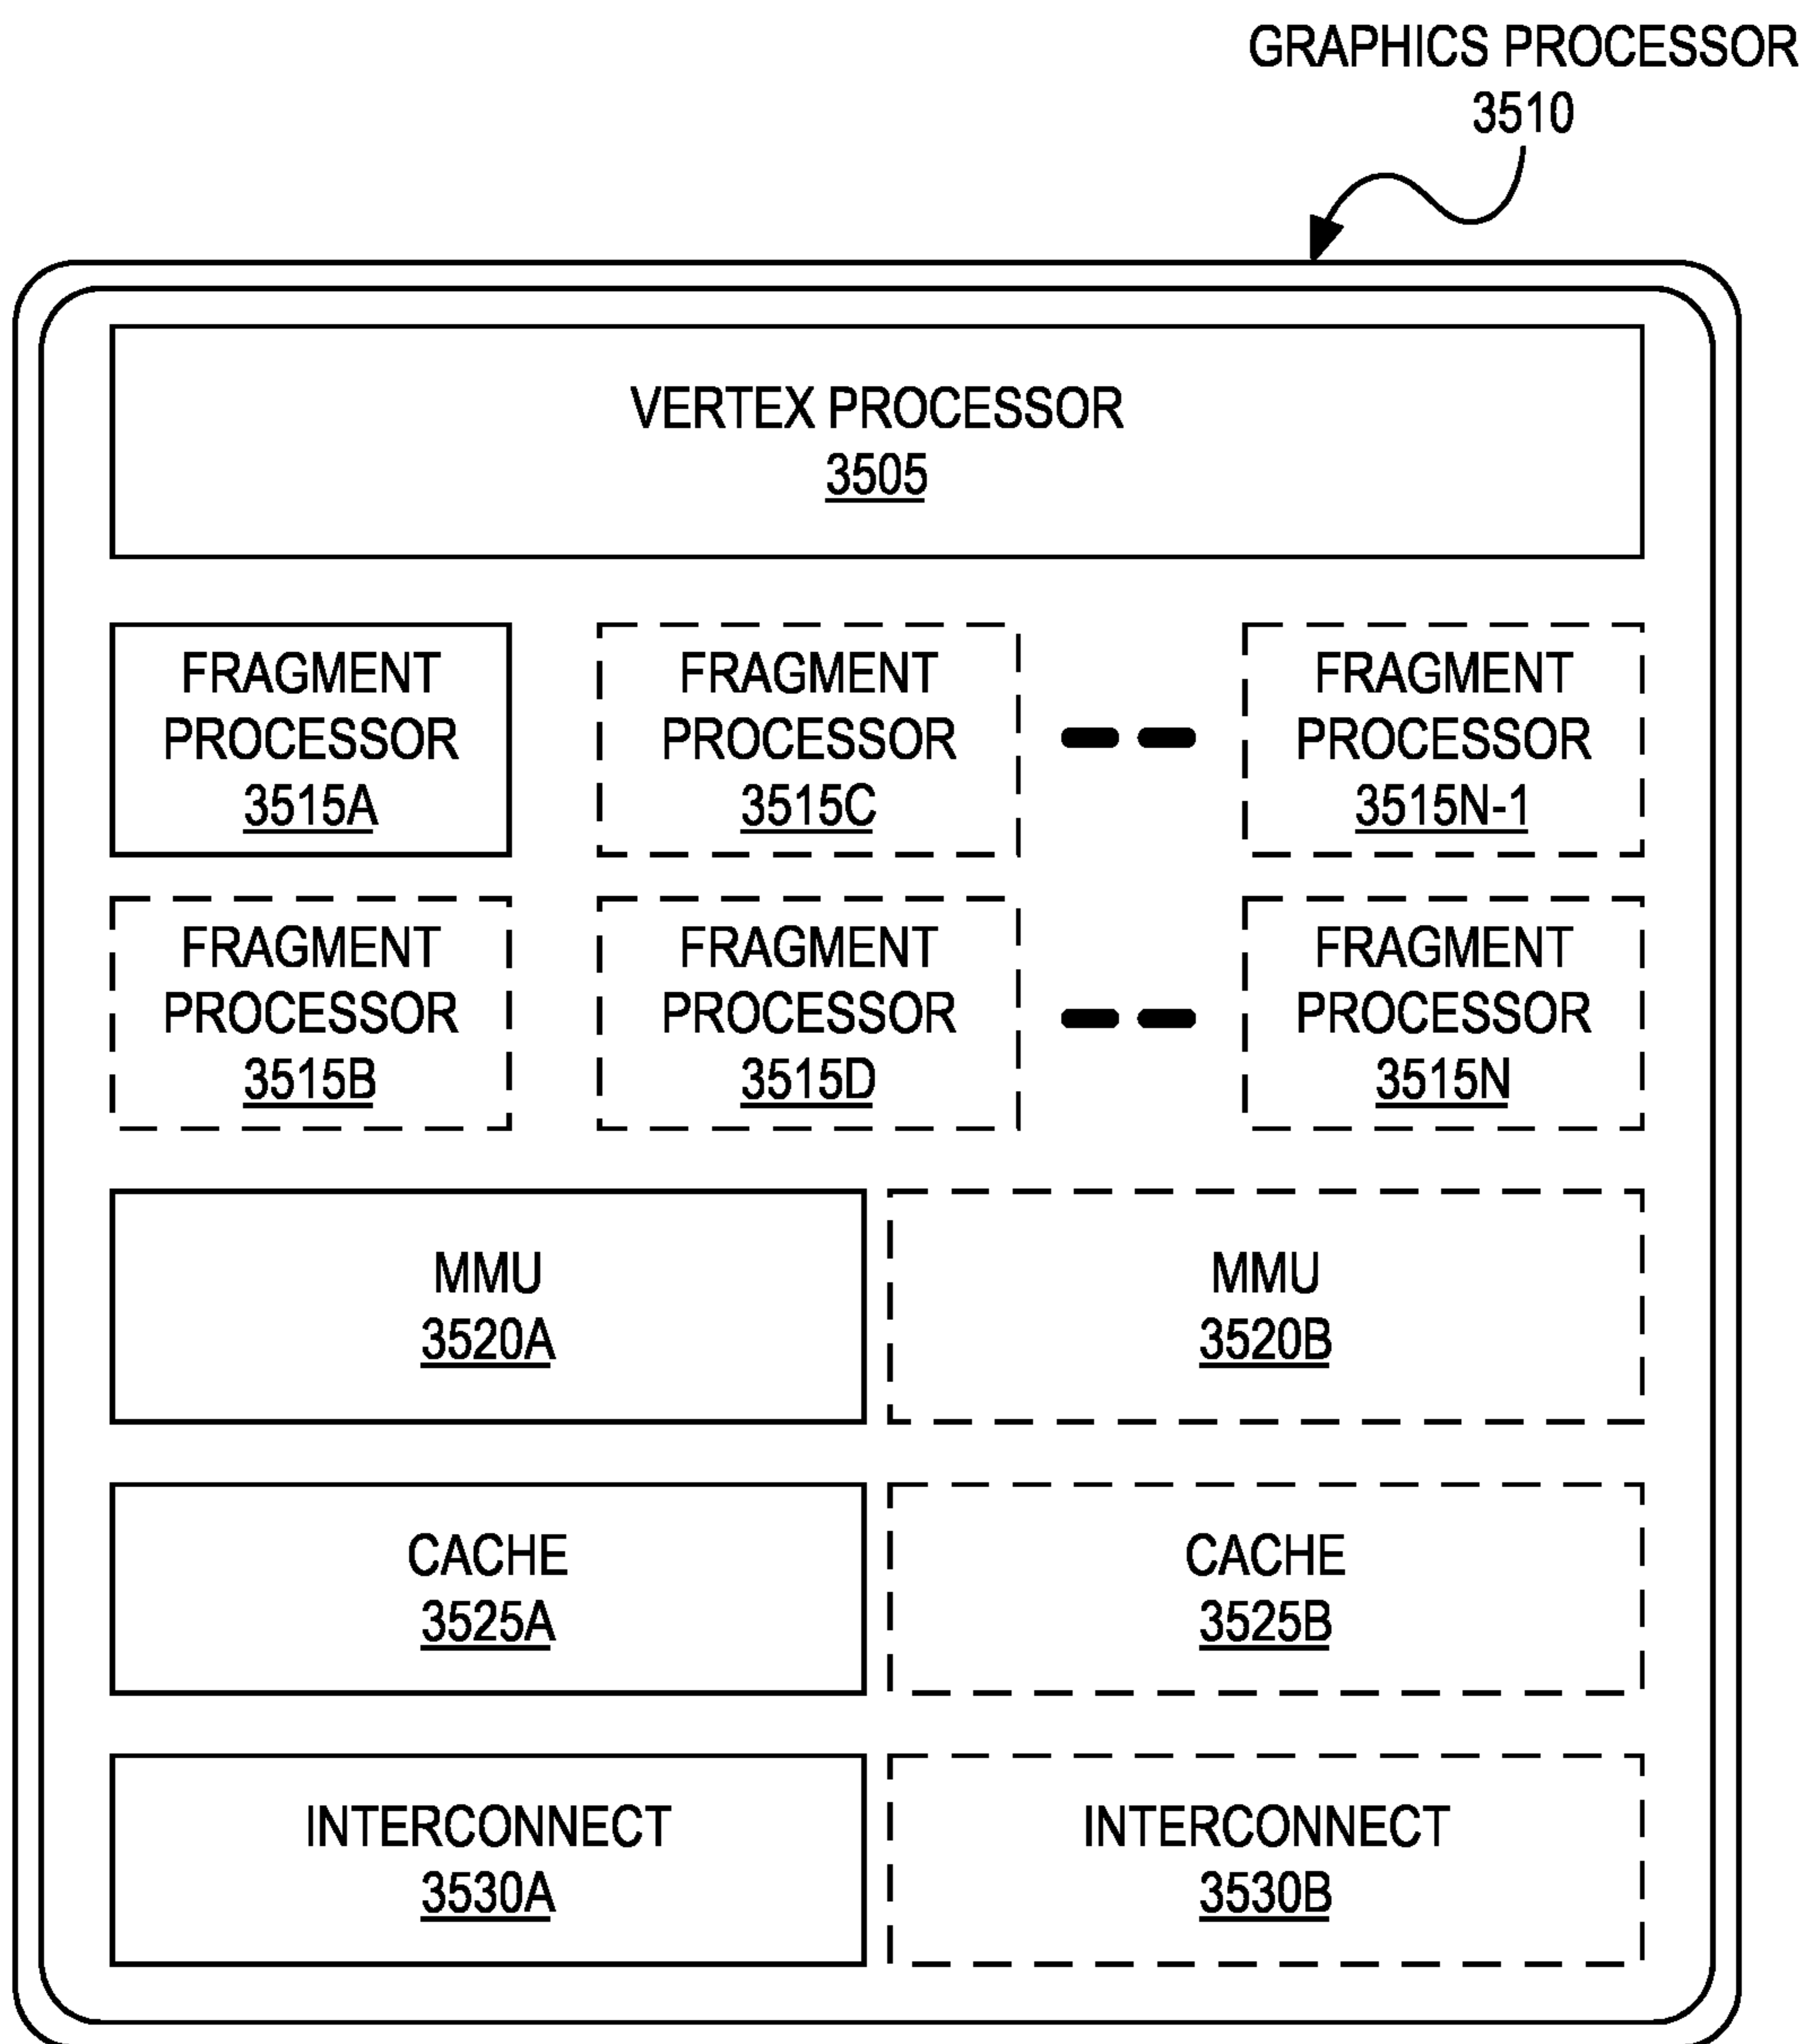 GRAPHICS PROCESSOR
3510
VERTEX PROCESSOR
3505
FRAGMENT
PROCESSOR
3515A
FRAGMENT
PROCESSOR
3515C
FRAGMENT
PROCESSOR
3515N-1
FRAGMENT
PROCESSOR
3515B
FRAGMENT
PROCESSOR
3515D
FRAGMENT
PROCESSOR
3515N
MMU
3520A
MMU
3520B
CACHE
3525A
CACHE
3525B
INTERCONNECT
3530A
INTERCONNECT
3530B